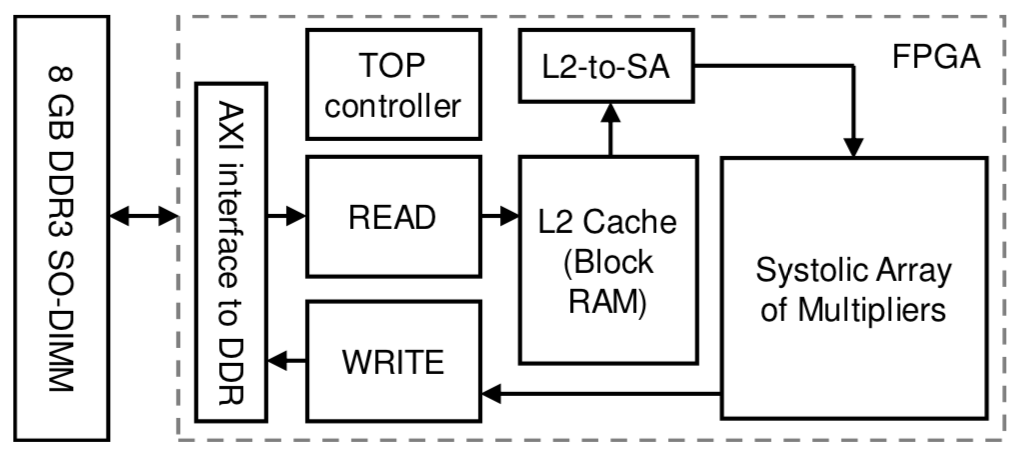 8 GB DDR3 SO-DIMM
AXI interface to DDR
TOP
controller
READ
WRITE
L2-to-SA
L2 Cache
(Block
RAM)
FPGA
Systolic Array
of Multipliers